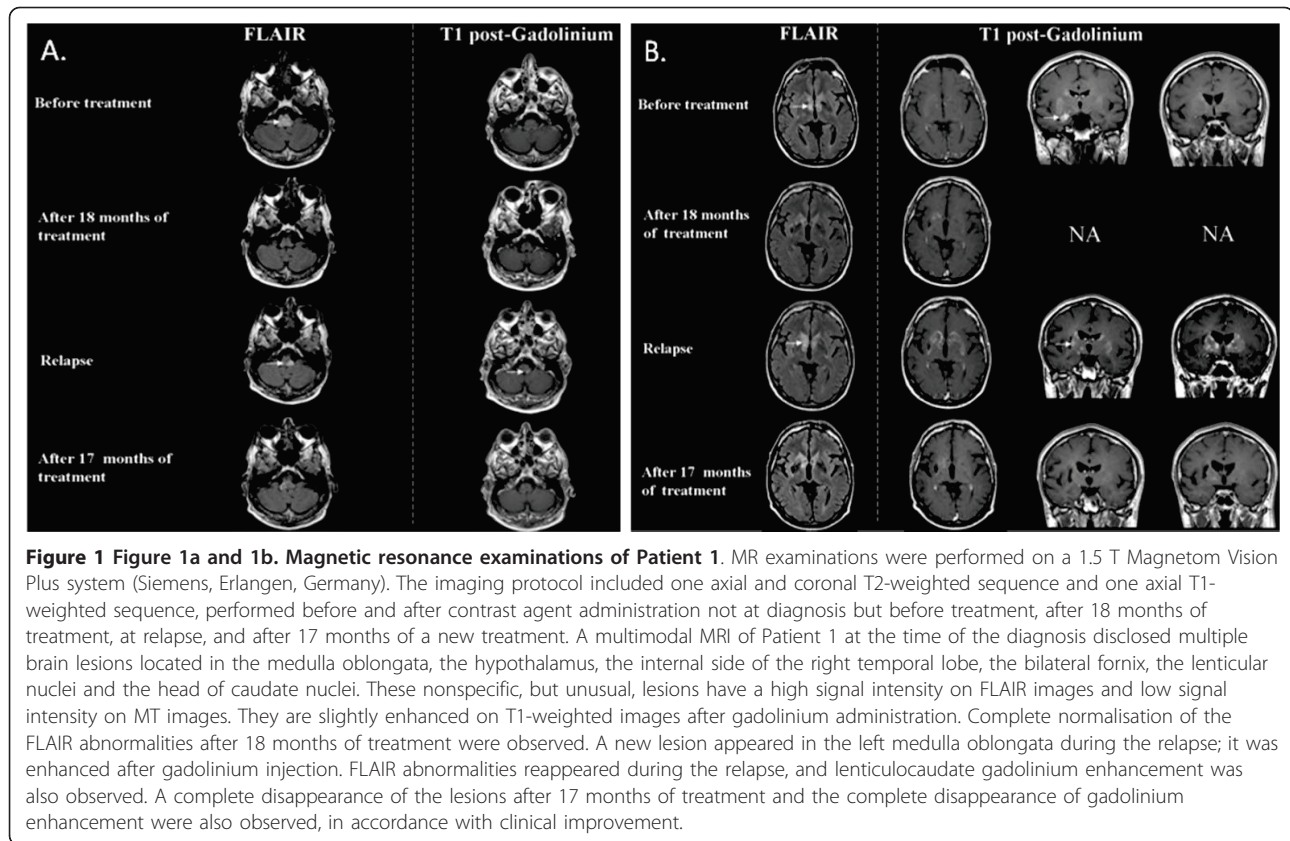 A.
FLAIR
T1 post-Gadolinium
Before treatment
After 18 months of
treatment
Relapse
After 17 months of
treatment
B.
FLAIR
T1 post-Gadolinium
Before treatment
After 18 months
of treatment
NA
NA
Relapse
After 17 months
of treatment
Figure 1 Figure 1a and 1b. Magnetic resonance examinations of Patient 1. MR examinations were performed on a 1.5 T Magnetom Vision
Plus system (Siemens, Erlangen, Germany). The imaging protocol included one axial and coronal T2-weighted sequence and one axial T1-
weighted sequence, performed before and after contrast agent administration not at diagnosis but before treatment, after 18 months of
treatment, at relapse, and after 17 months of a new treatment. A multimodal MRI of Patient 1 at the time of the diagnosis disclosed multiple
brain lesions located in the medulla oblongata, the hypothalamus, the internal side of the right temporal lobe, the bilateral fornix, the lenticular
nuclei and the head of caudate nuclei. These nonspecific, but unusual, lesions have a high signal intensity on FLAIR images and low signal
intensity on MT images. They are slightly enhanced on T1-weighted images after gadolinium administration. Complete normalisation of the
FLAIR abnormalities after 18 months of treatment were observed. A new lesion appeared in the left medulla oblongata during the relapse; it was
enhanced after gadolinium injection. FLAIR abnormalities reappeared during the relapse, and lenticulocaudate gadolinium enhancement was
also observed. A complete disappearance of the lesions after 17 months of treatment and the complete disappearance of gadolinium
enhancement were also observed, in accordance with clinical improvement.